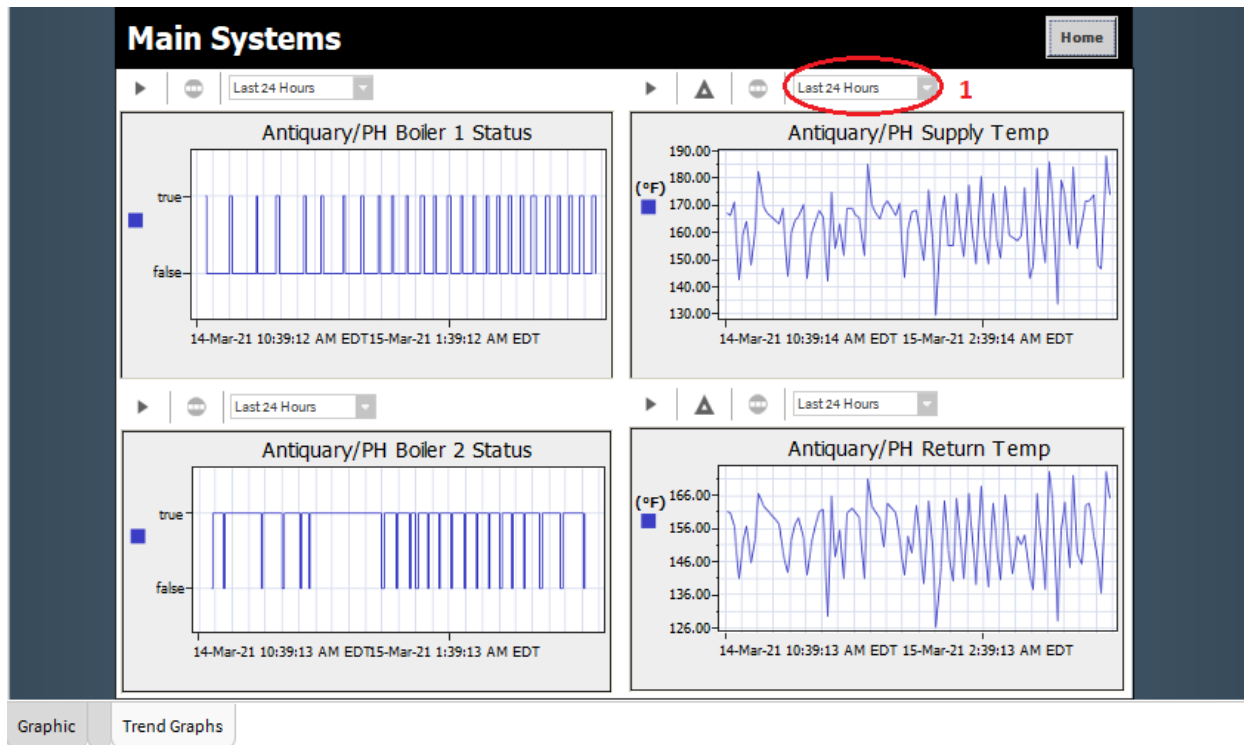 Main Systems
Home
Last 24 Hours
Last 24 Hours
1
Antiquary/PH Boiler 1 Status
true
false
14-Mar-21 10:39:12 AM EDT15-Mar-21 1:39:12 AM EDT
Antiquary/PH Supply Temp
(°F)
190.00
180.00
170.00
160.00
150.00
140.00
130.00
14-Mar-21 10:39:14 AM EDT 15-Mar-21 2:39:14 AM EDT
Last 24 Hours
Last 24 Hours
Antiquary/PH Boiler 2 Status
true
false
14-Mar-21 10:39:13 AM EDT15-Mar-21 1:39:13 AM EDT
Antiquary/PH Return Temp
(°F)
166.00
156.00
146.00
136.00
126.00
14-Mar-21 10:39:13 AM EDT 15-Mar-21 2:39:13 AM EDT
Graphic
Trend Graphs